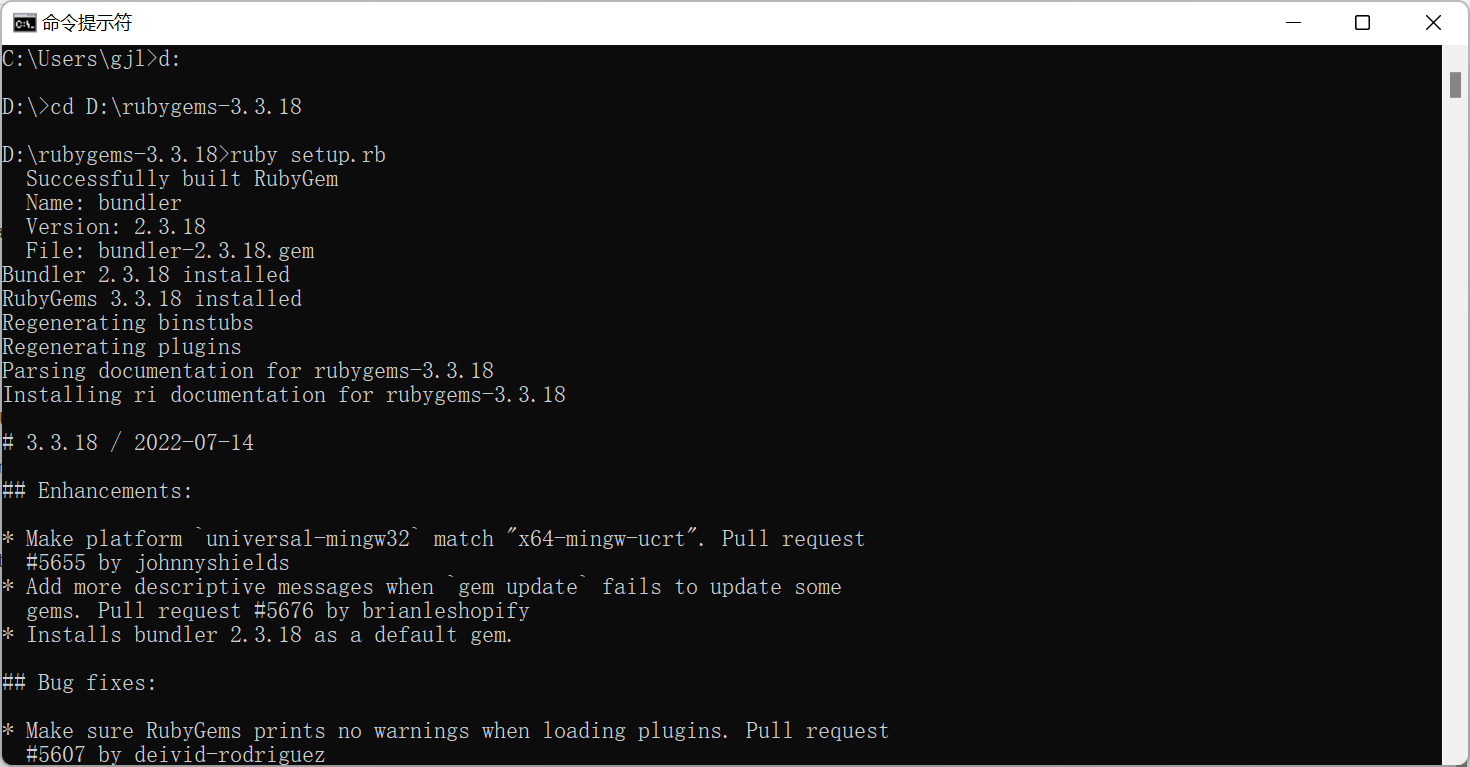 命令提示符
C:\Users\gjl>d:
D:\>cd D:\rubygems-3.3.18
D:\rubygems-3.3.18>ruby setup.rb
Successfully built RubyGem
Name: bundler
Version: 2.3.18
File: bundler-2.3.18.gem
Bundler 2.3.18 installed
RubyGems 3.3.18 installed
Regenerating binstubs
Regenerating plugins
Parsing documentation for rubygems-3.3.18
Installing ri documentation for rubygems-3.3.18
# 3.3.18 / 2022-07-14
## Enhancements:
* Make platform `universal-mingw32` match "x64-mingw-ucrt". Pull request
#5655 by johnnyshields
* Add more descriptive messages when `gem update` fails to update some
gems. Pull request #5676 by brianleshopify
* Installs bundler 2.3.18 as a default gem.
## Bug fixes:
* Make sure RubyGems prints no warnings when loading plugins. Pull request
#5607 by deivid-rodriguez